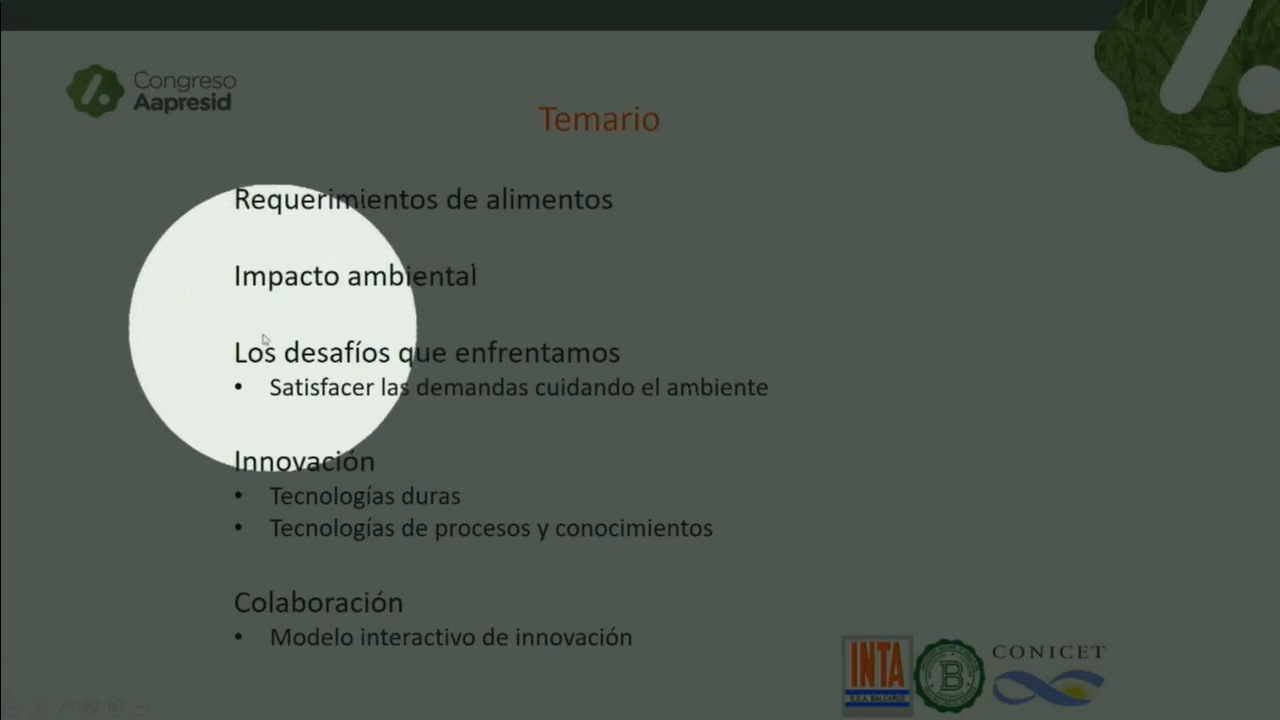 Congreso
Aapresid
Temario
Requerimientos de alimentos
Impacto ambiental
Los desafíos que enfrentamos
• Satisfacer las demandas cuidando el ambiente
Innovación
• Tecnologías duras
• Tecnologías de procesos y conocimientos
Colaboración
• Modelo interactivo de innovación
INTA
E.E.A. BALCARCE
B
CONICET